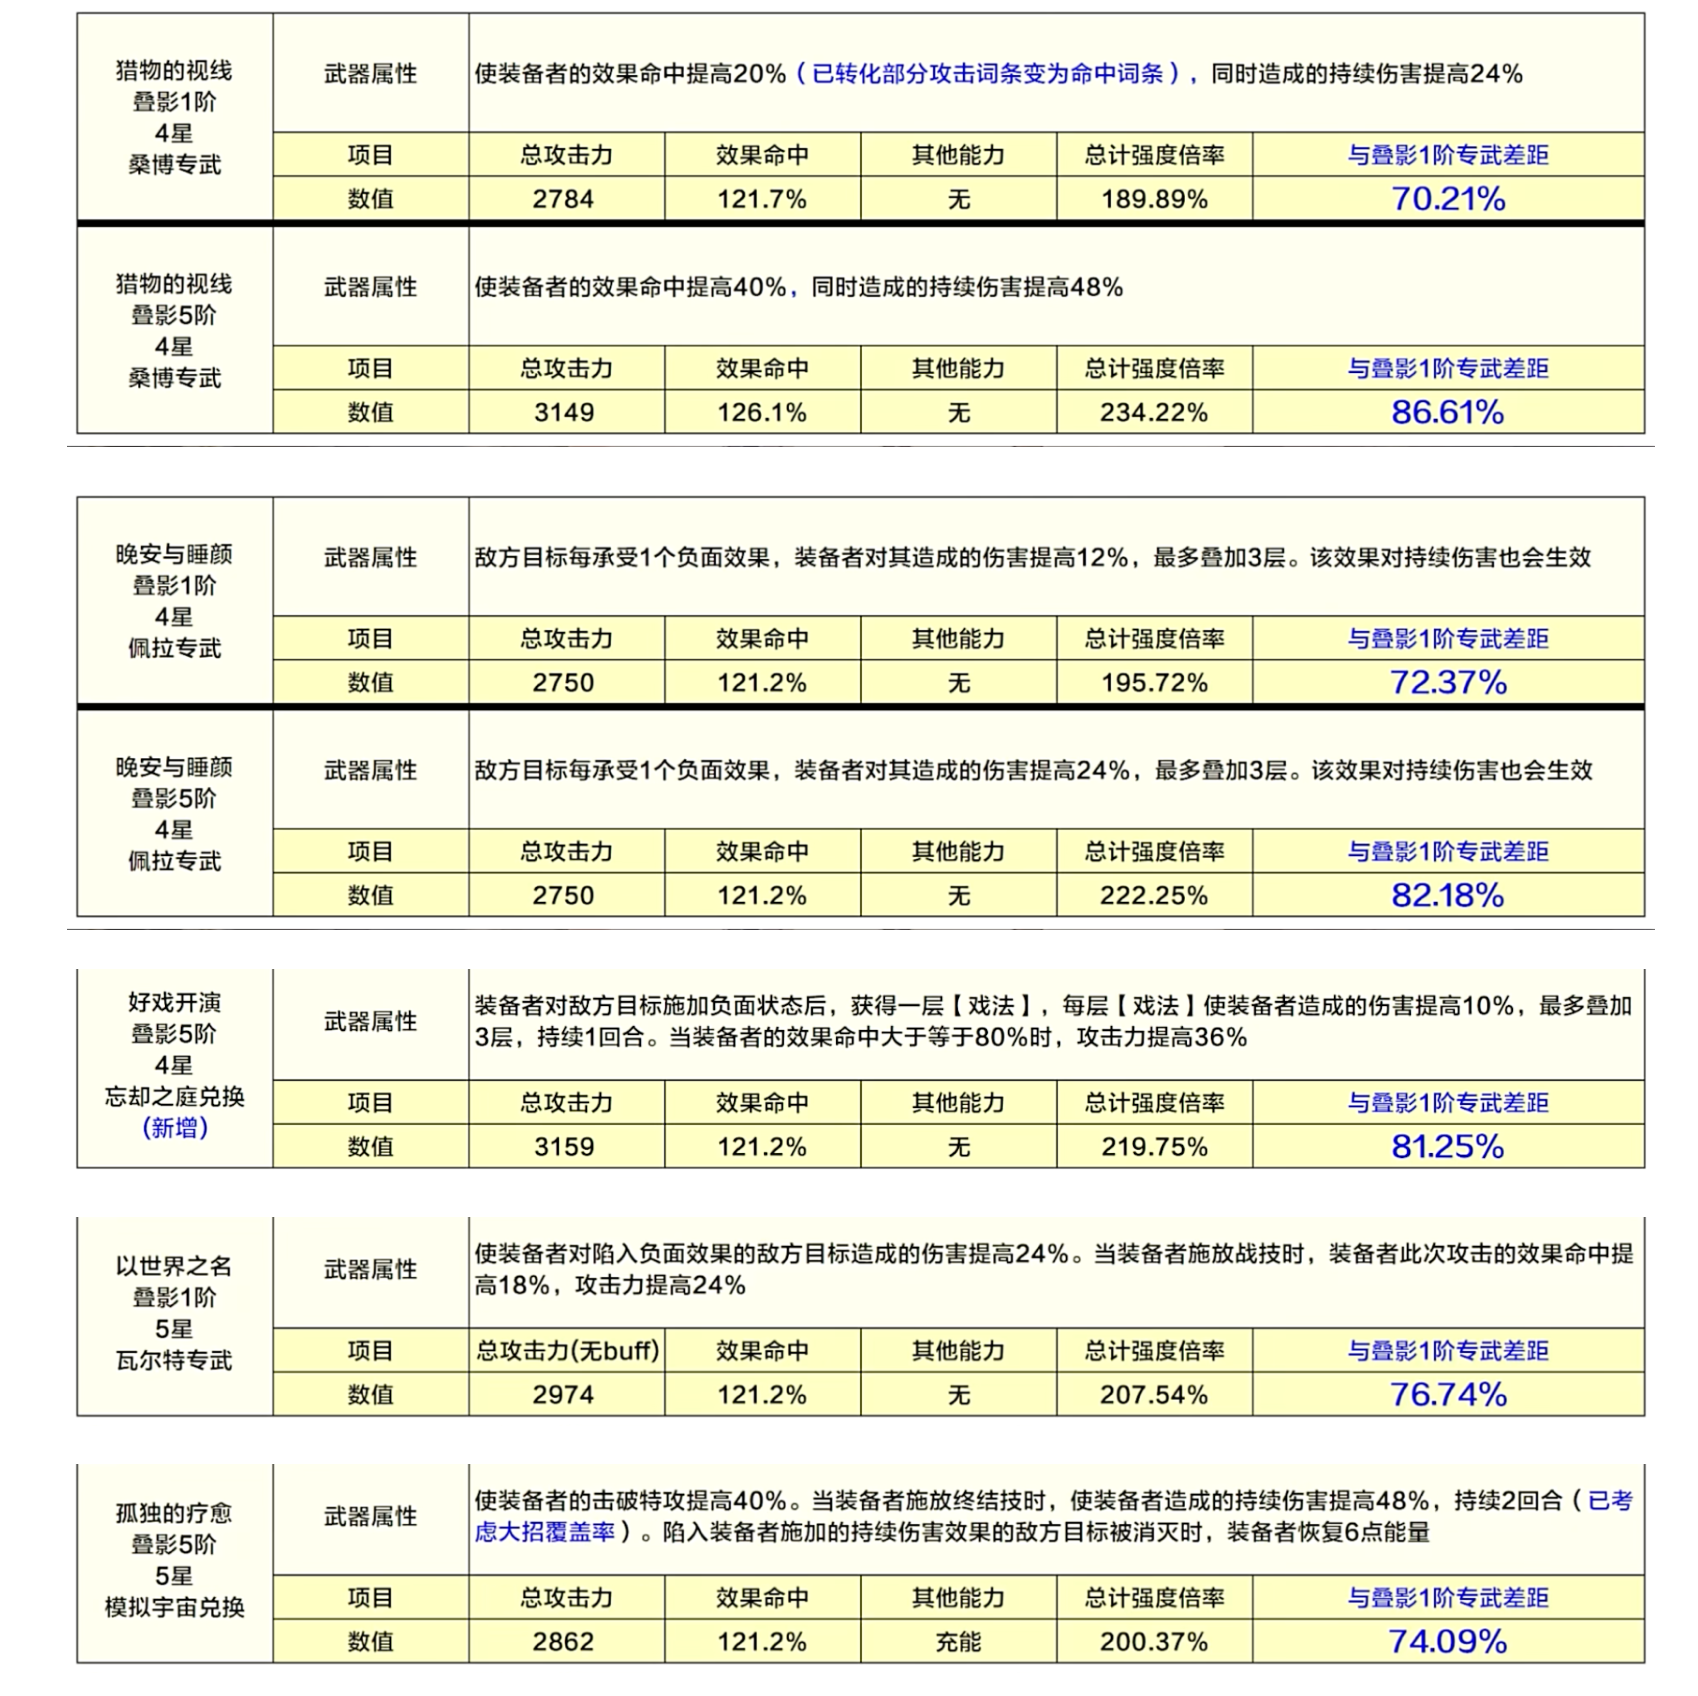 猎物的视线
叠影1阶
4星
桑博专武
武器属性
使装备者的效果命中提高20%（已转化部分攻击词条变为命中词条），同时造成的持续伤害提高24%
项目 总攻击力 效果命中 其他能力 总计强度倍率 与叠影1阶专武差距
数值 2784 121.7% 无 189.89% 70.21%
猎物的视线
叠影5阶
4星
桑博专武
武器属性
使装备者的效果命中提高40%，同时造成的持续伤害提高48%
项目 总攻击力 效果命中 其他能力 总计强度倍率 与叠影1阶专武差距
数值 3149 126.1% 无 234.22% 86.61%
晚安与睡颜
叠影1阶
4星
佩拉专武
武器属性
敌方目标每承受1个负面效果，装备者对其造成的伤害提高12%，最多叠加3层。该效果对持续伤害也会生效
项目 总攻击力 效果命中 其他能力 总计强度倍率 与叠影1阶专武差距
数值 2750 121.2% 无 195.72% 72.37%
晚安与睡颜
叠影5阶
4星
佩拉专武
武器属性
敌方目标每承受1个负面效果，装备者对其造成的伤害提高24%，最多叠加3层。该效果对持续伤害也会生效
项目 总攻击力 效果命中 其他能力 总计强度倍率 与叠影1阶专武差距
数值 2750 121.2% 无 222.25% 82.18%
好戏开演
叠影5阶
4星
忘却之庭兑换
（新增）
武器属性
装备者对敌方目标施加负面状态后，获得一层【戏法】，每层【戏法】使装备者造成的伤害提高10%，最多叠加
3层，持续1回合。当装备者的效果命中大于等于80%时，攻击力提高36%
项目 总攻击力 效果命中 其他能力 总计强度倍率 与叠影1阶专武差距
数值 3159 121.2% 无 219.75% 81.25%
以世界之名
叠影1阶
5星
瓦尔特专武
武器属性
使装备者对陷入负面效果的敌方目标造成的伤害提高24%。当装备者施放战技时，装备者此次攻击的效果命中提
高18%，攻击力提高24%
项目 总攻击力(无buff) 效果命中 其他能力 总计强度倍率 与叠影1阶专武差距
数值 2974 121.2% 无 207.54% 76.74%
孤独的疗愈
叠影5阶
5星
模拟宇宙兑换
武器属性
使装备者的击破特攻提高40%。当装备者施放终结技时，使装备者造成的持续伤害提高48%，持续2回合（已考
虑大招覆盖率）。陷入装备者施加的持续伤害效果的敌方目标被消灭时，装备者恢复6点能量
项目 总攻击力 效果命中 其他能力 总计强度倍率 与叠影1阶专武差距
数值 2862 121.2% 充能 200.37% 74.09%